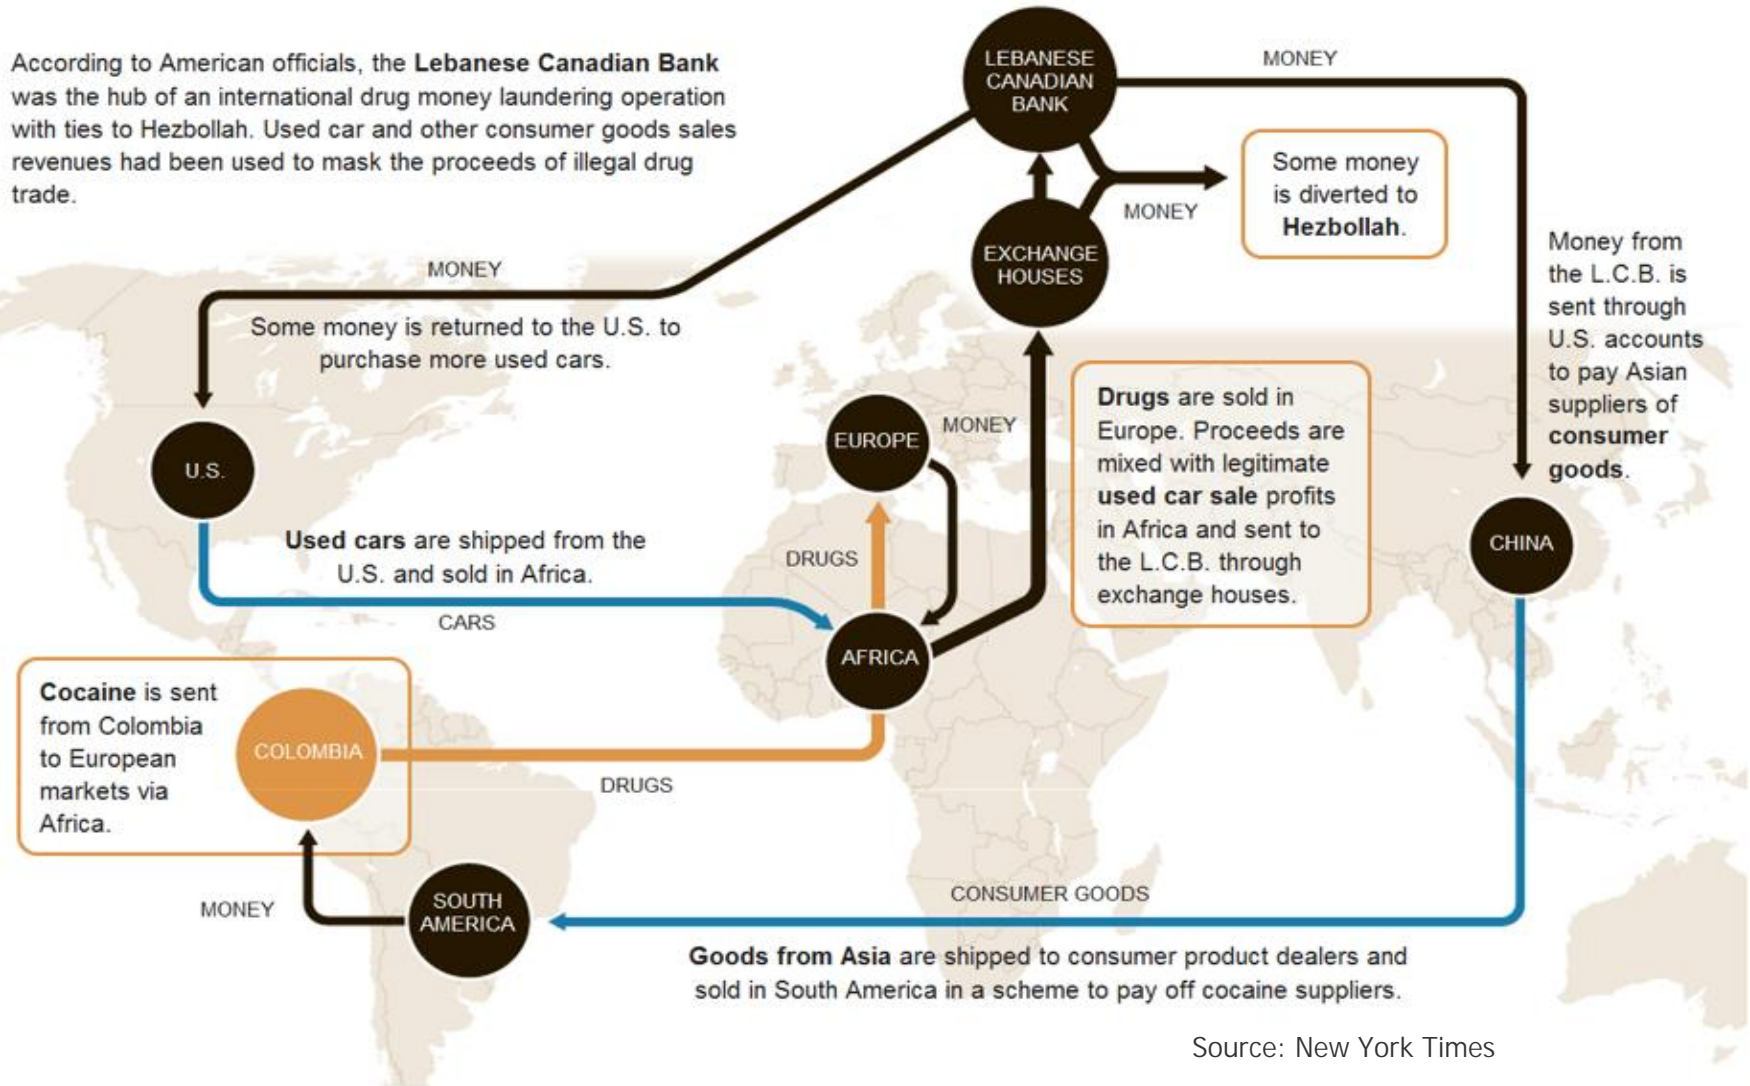 According to American officials, the Lebanese Canadian Bank
was the hub of an international drug money laundering operation
with ties to Hezbollah. Used car and other consumer goods sales
revenues had been used to mask the proceeds of illegal drug
trade.
LEBANESE
CANADIAN
BANK
MONEY
Some money
is diverted to
Hezbollah.
MONEY
EXCHANGE
HOUSES
Money from
the L.C.B. is
sent through
U.S. accounts
to pay Asian
suppliers of
consumer
goods.
MONEY
Some money is returned to the U.S. to
purchase more used cars.
U.S.
EUROPE
MONEY
Drugs are sold in
Europe. Proceeds are
mixed with legitimate
used car sale profits
in Africa and sent to
the L.C.B. through
exchange houses.
CHINA
Used cars are shipped from the
U.S. and sold in Africa.
CARS
DRUGS
AFRICA
Cocaine is sent
from Colombia
to European
markets via
Africa.
COLOMBIA
DRUGS
MONEY
SOUTH
AMERICA
CONSUMER GOODS
Goods from Asia are shipped to consumer product dealers and
sold in South America in a scheme to pay off cocaine suppliers.
Source: New York Times